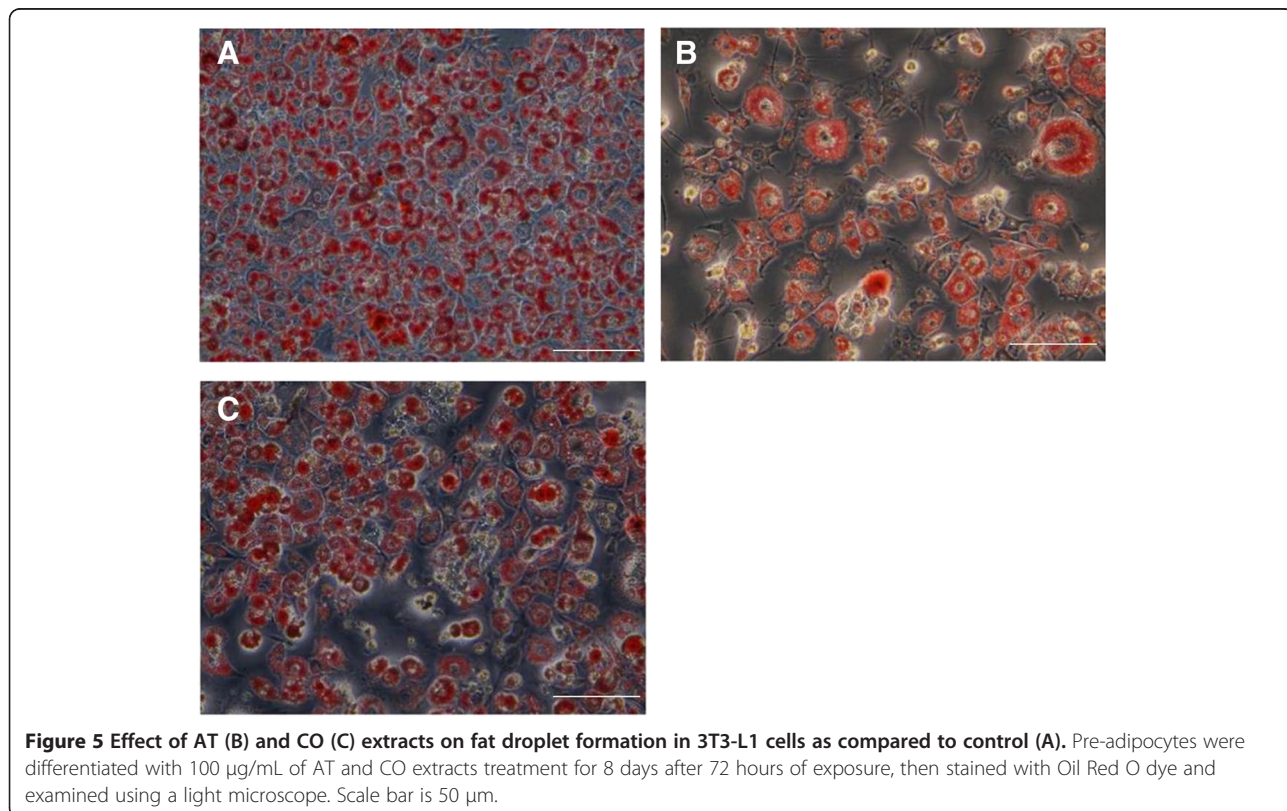 A
B
C
Figure 5 Effect of AT (B) and CO (C) extracts on fat droplet formation in 3T3-L1 cells as compared to control (A). Pre-adipocytes were
differentiated with 100 μg/mL of AT and CO extracts treatment for 8 days after 72 hours of exposure, then stained with Oil Red O dye and
examined using a light microscope. Scale bar is 50 μm.